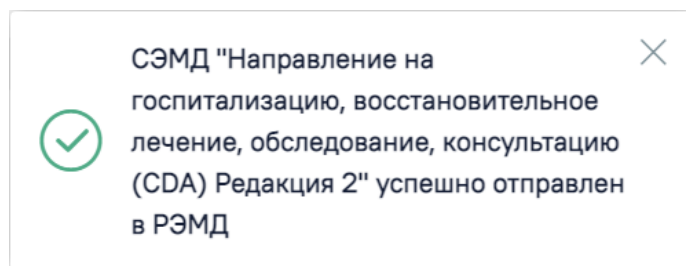 СЭМД "Направление на
госпитализацию, восстановительное
лечение, обследование, консультацию
(CDA) Редакция 2" успешно отправлен
в РЭМД